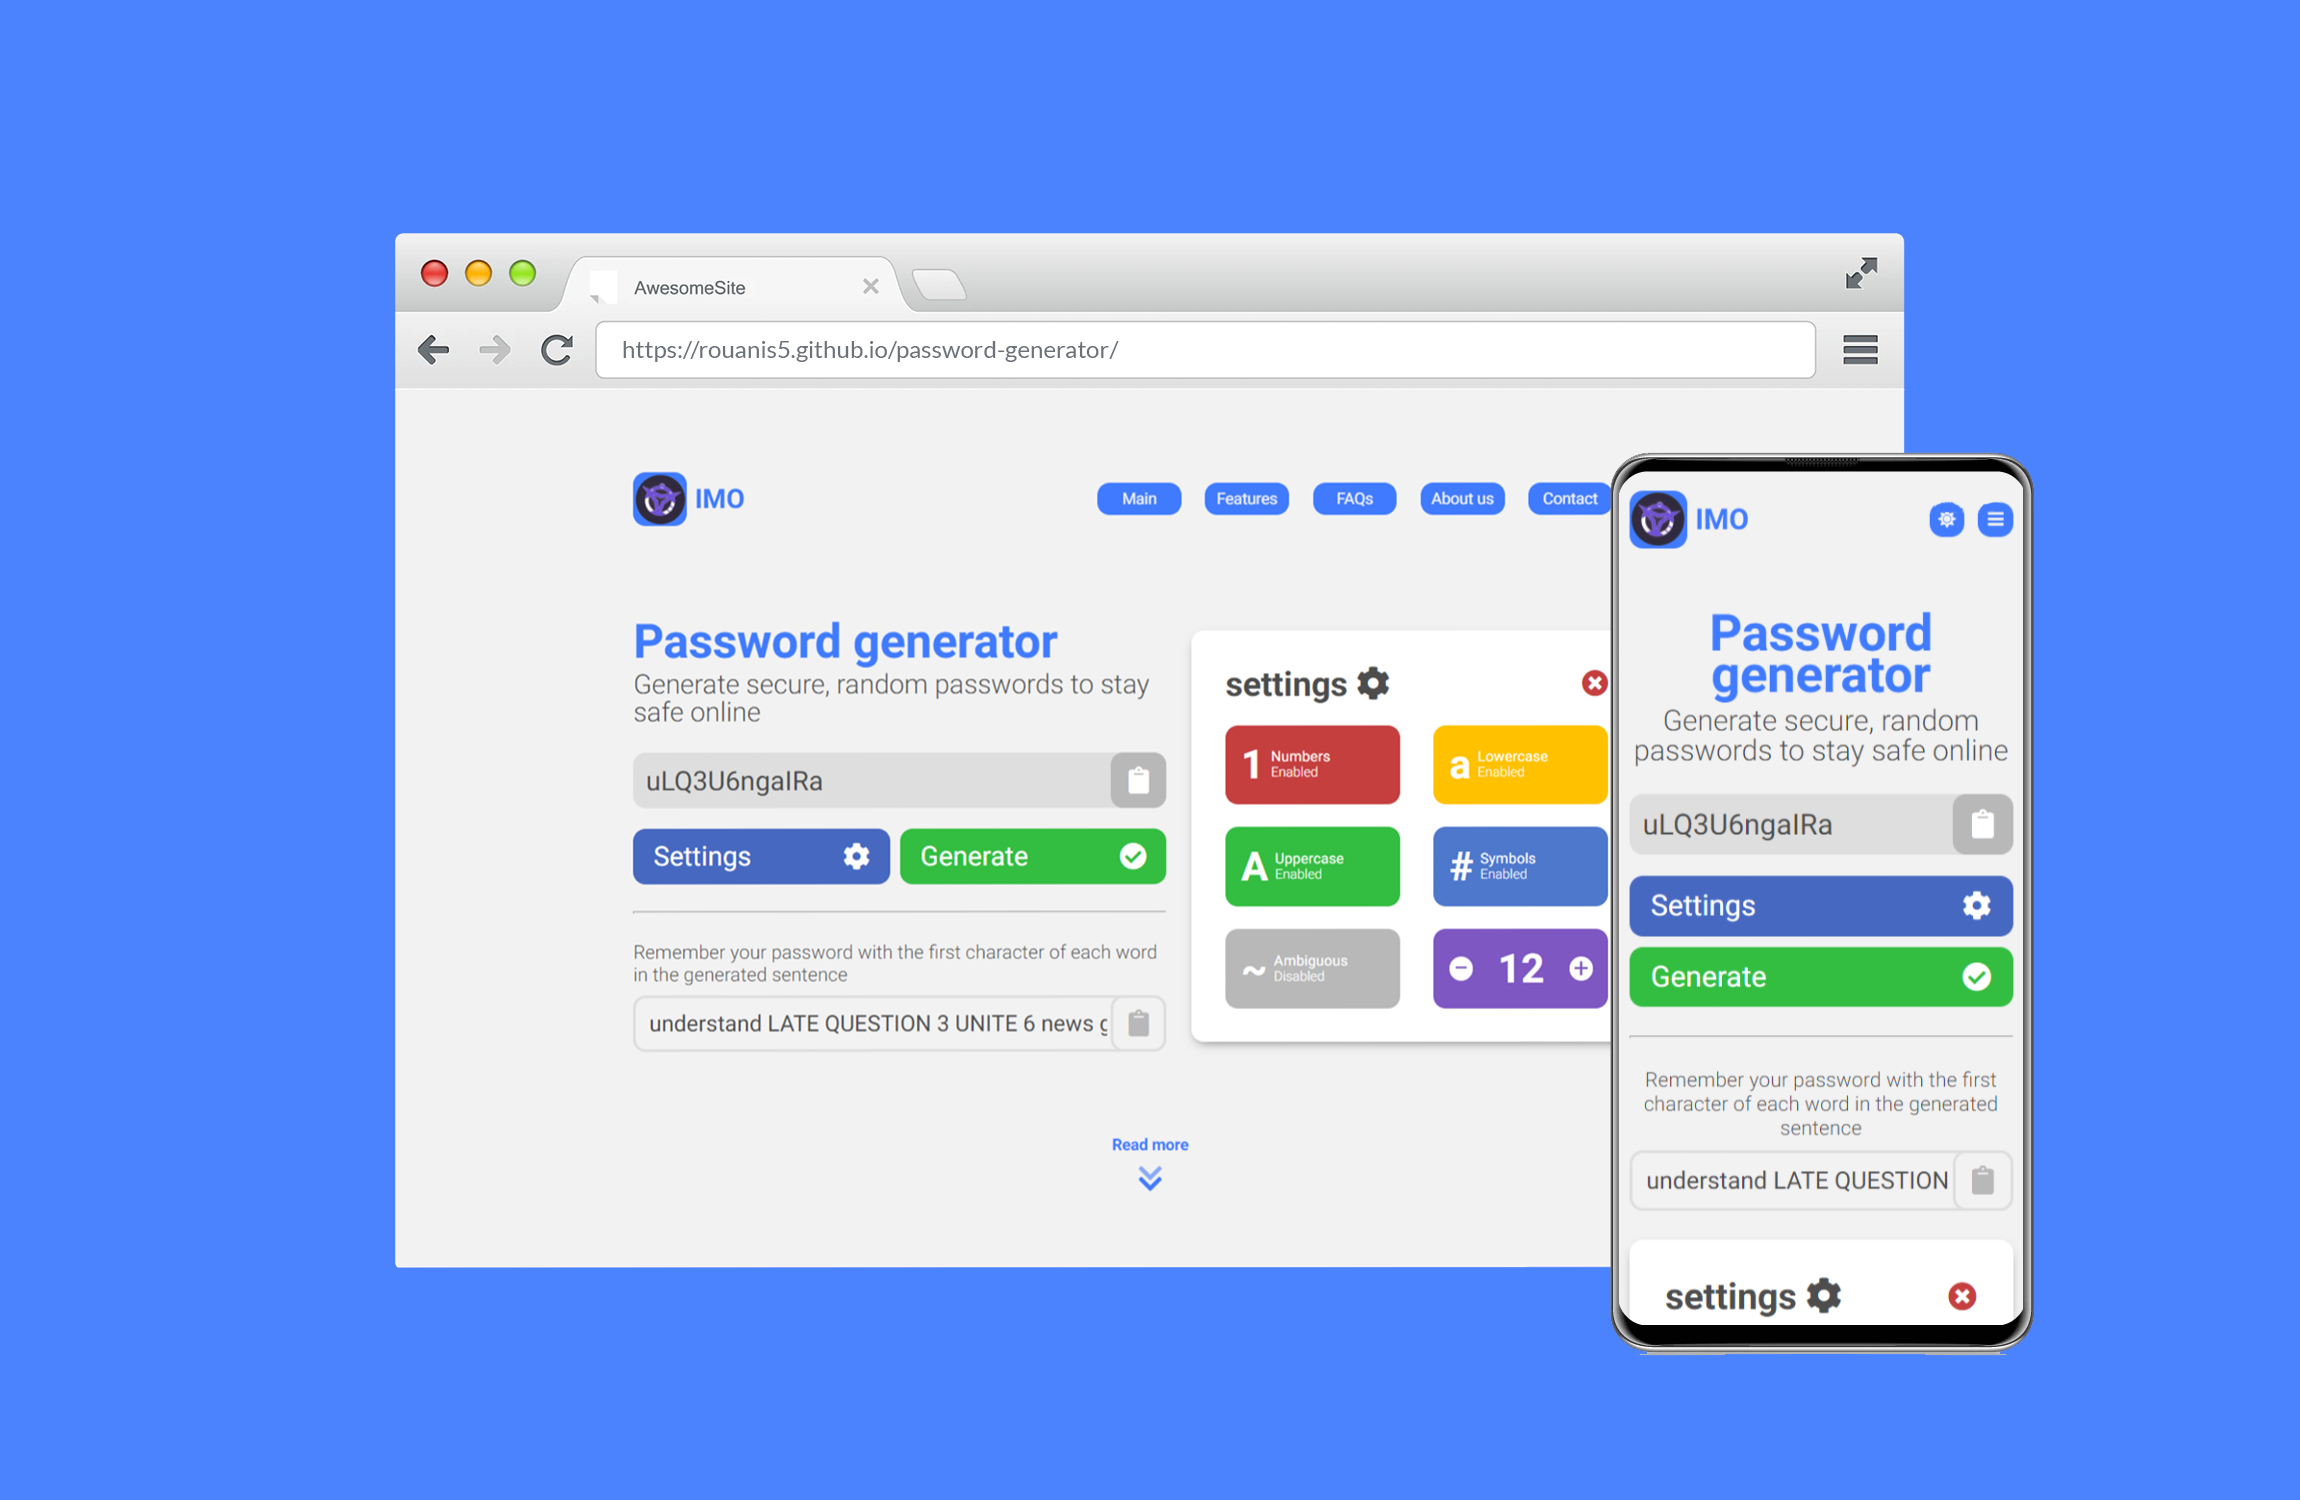 AwesomeSite
https://rouanis5.github.io/password-generator/
IMO
Main
Features
FAQs
About us
Contact
Password generator
Generate secure, random passwords to stay
safe online
uLQ3U6ngaIRa
Settings
Generate
Remember your password with the first character of each word
in the generated sentence
understand LATE QUESTION 3 UNITE 6 news g
settings
1 Numbers
Enabled
a Lowercase
Enabled
A Uppercase
Enabled
# Symbols
Enabled
~ Ambiguous
Disabled
12
Read more
IMO
Password
generator
Generate secure, random
passwords to stay safe online
uLQ3U6ngaIRa
Settings
Generate
Remember your password with the first
character of each word in the generated
sentence
understand LATE QUESTION
settings